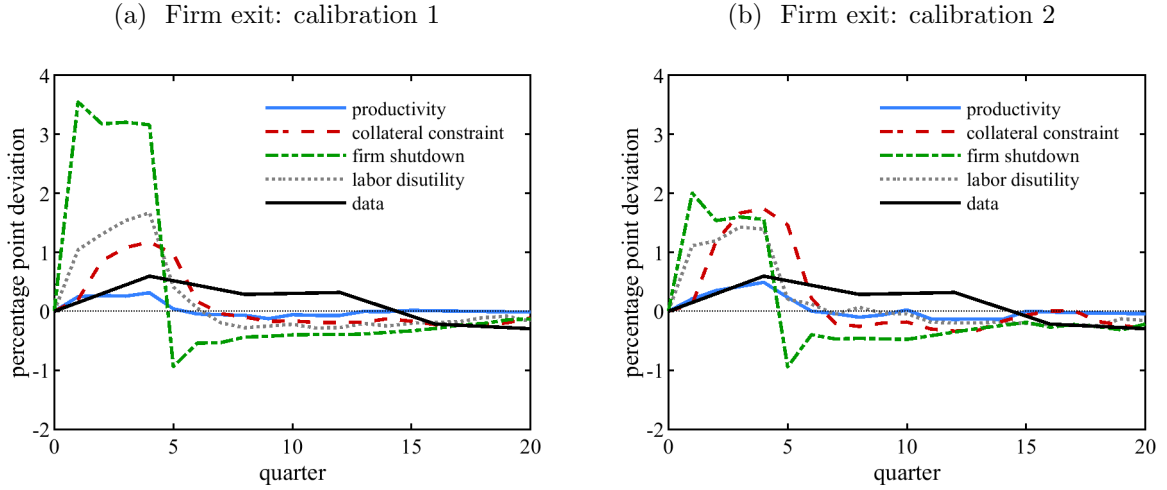 (a) Firm exit: calibration 1
4
3
2
1
0
-1
-2
0
5
10
15
20
percentage point deviation
quarter
productivity
collateral constraint
firm shutdown
labor disutility
data
(b) Firm exit: calibration 2
4
3
2
1
0
-1
-2
0
5
10
15
20
percentage point deviation
quarter
productivity
collateral constraint
firm shutdown
labor disutility
data